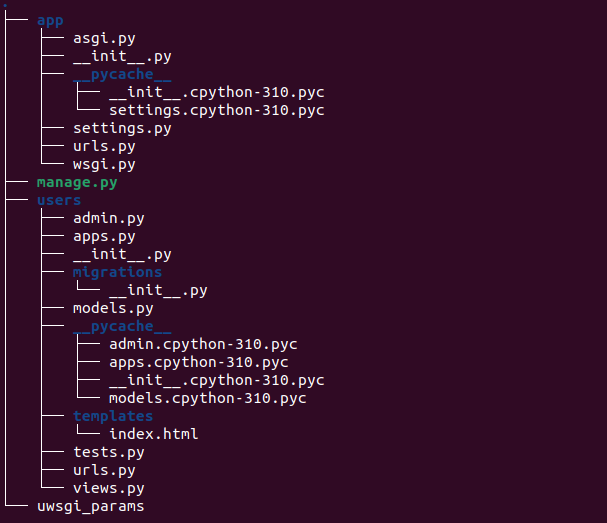 .
├── app
│   ├── asgi.py
│   ├── __init__.py
│   ├── __pycache__
│   │   ├── __init__.cpython-310.pyc
│   │   └── settings.cpython-310.pyc
│   ├── settings.py
│   ├── urls.py
│   └── wsgi.py
├── manage.py
├── users
│   ├── admin.py
│   ├── apps.py
│   ├── __init__.py
│   ├── migrations
│   │   └── __init__.py
│   ├── models.py
│   ├── __pycache__
│   │   ├── admin.cpython-310.pyc
│   │   ├── apps.cpython-310.pyc
│   │   ├── __init__.cpython-310.pyc
│   │   └── models.cpython-310.pyc
│   ├── templates
│   │   └── index.html
│   ├── tests.py
│   ├── urls.py
│   └── views.py
└── uwsgi_params